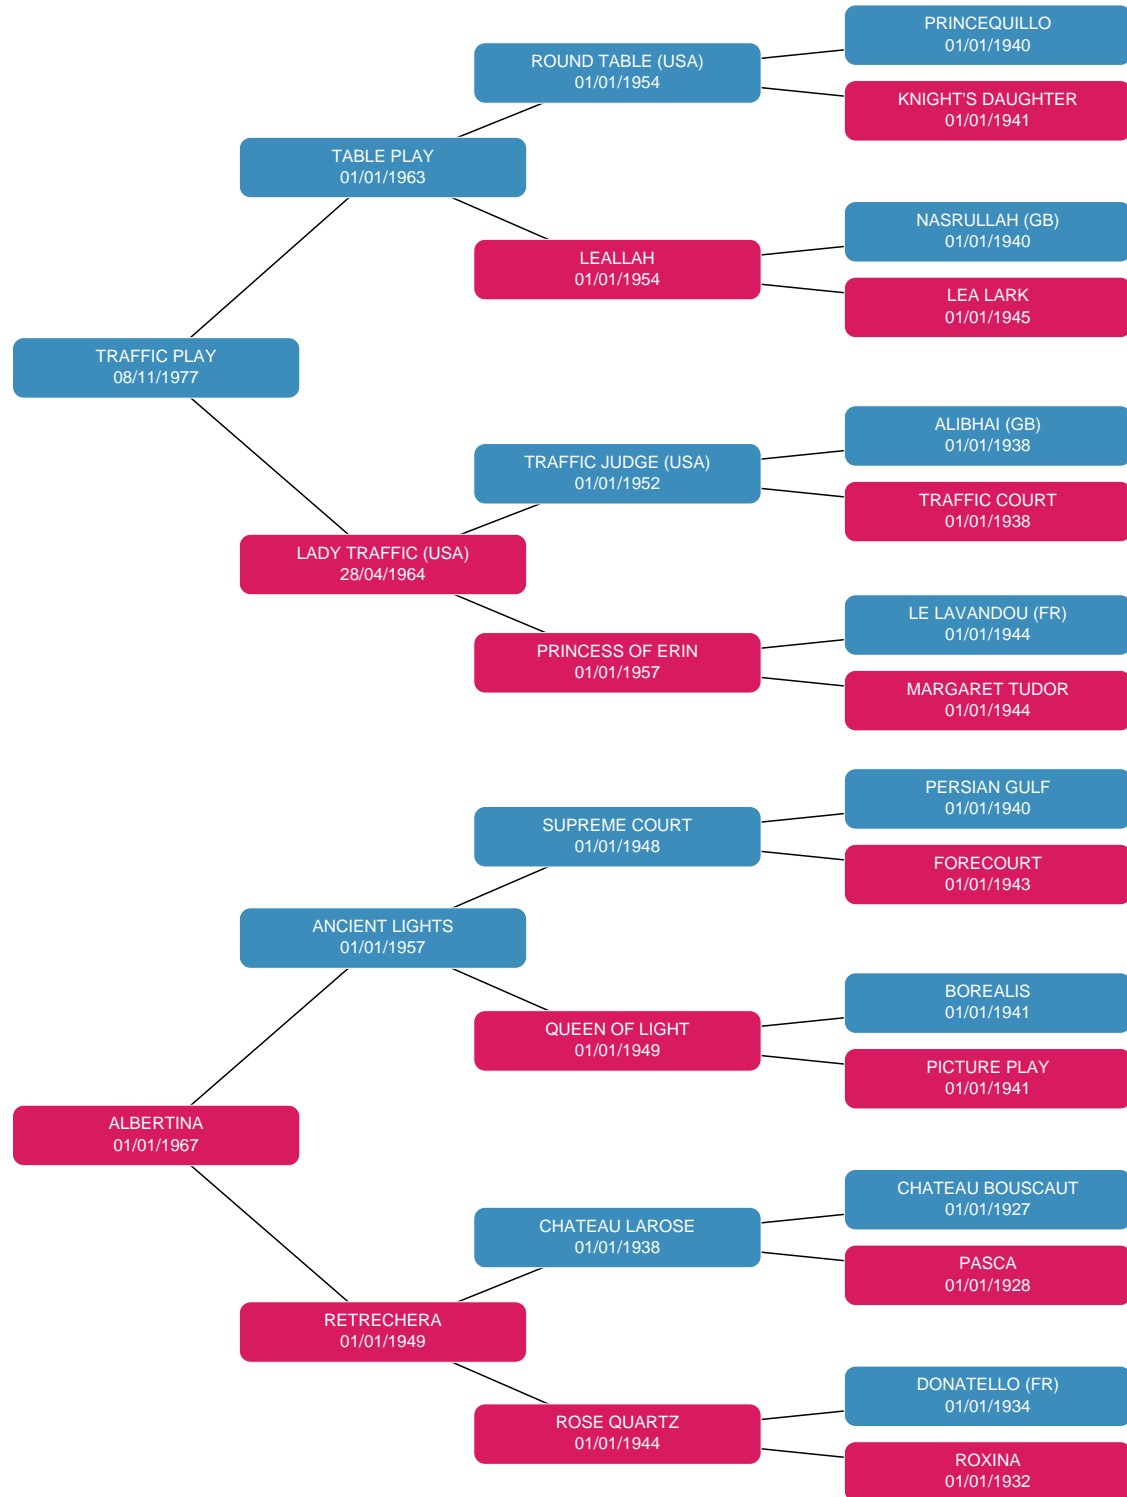 PRINCEQUILLO
01/01/1940
ROUND TABLE (USA)
01/01/1954
KNIGHT'S DAUGHTER
01/01/1941
TABLE PLAY
01/01/1963
NASRULLAH (GB)
01/01/1940
LEALLAH
01/01/1954
LEA LARK
01/01/1945
TRAFFIC PLAY
08/11/1977
ALIBHAI (GB)
01/01/1938
TRAFFIC JUDGE (USA)
01/01/1952
TRAFFIC COURT
01/01/1938
LADY TRAFFIC (USA)
28/04/1964
LE LAVANDOU (FR)
01/01/1944
PRINCESS OF ERIN
01/01/1957
MARGARET TUDOR
01/01/1944
PERSIAN GULF
01/01/1940
SUPREME COURT
01/01/1948
FORECOURT
01/01/1943
ANCIENT LIGHTS
01/01/1957
BOREALIS
01/01/1941
QUEEN OF LIGHT
01/01/1949
PICTURE PLAY
01/01/1941
ALBERTINA
01/01/1967
CHATEAU BOUSCAUT
01/01/1927
CHATEAU LAROSE
01/01/1938
PASCA
01/01/1928
RETRECHERA
01/01/1949
DONATELLO (FR)
01/01/1934
ROSE QUARTZ
01/01/1944
ROXINA
01/01/1932